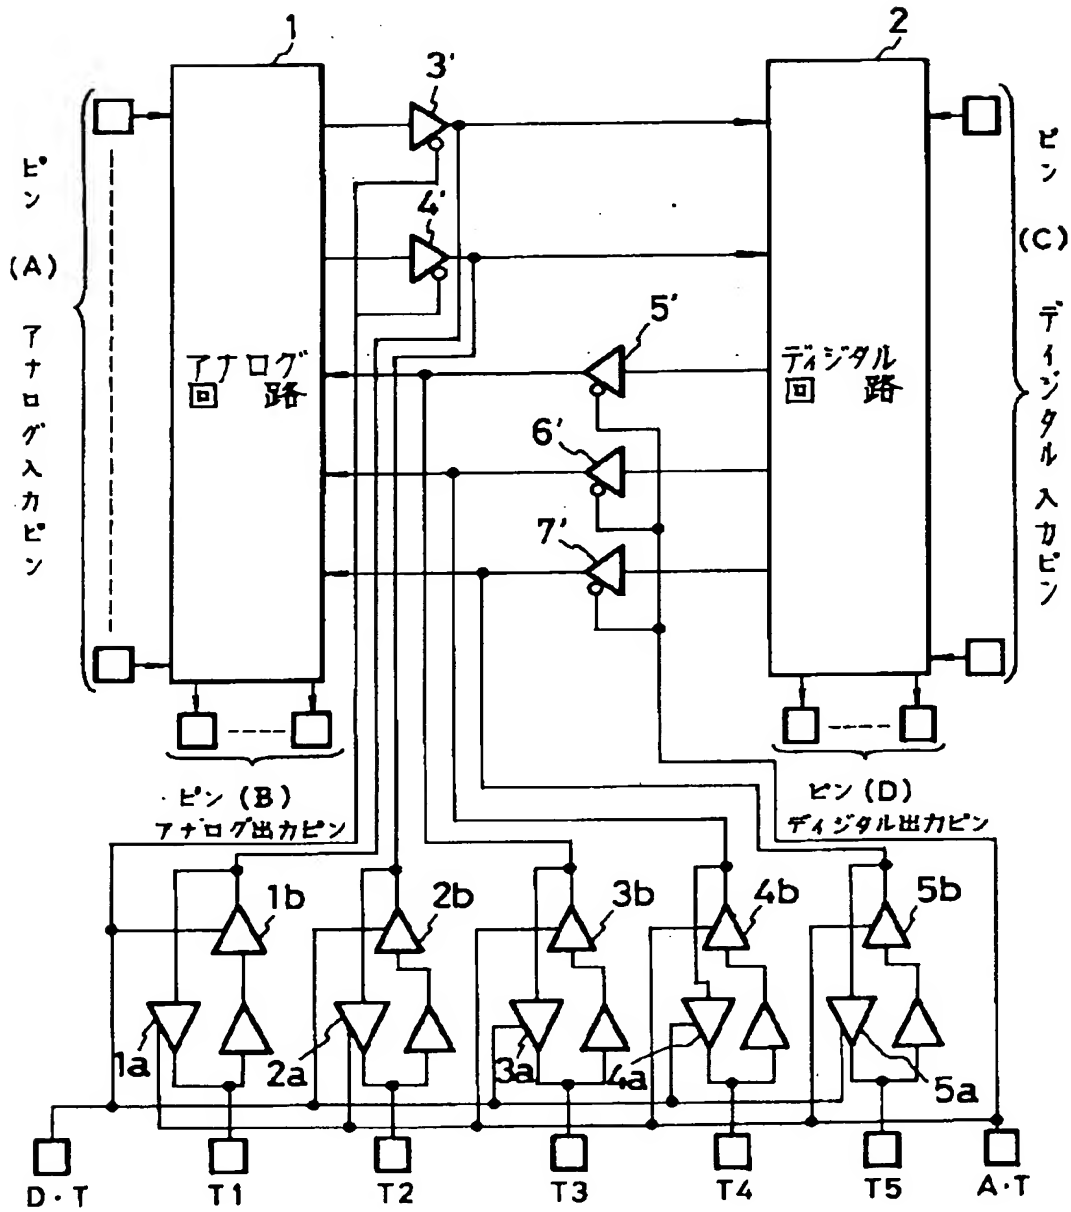 1
2
3'
4'
5'
6'
7'
ピン (A) アナログ入力ピン
アナログ
回路
ディジタル
回路
ピン (C) ディジタル入力ピン
ピン (B)
アナログ出力ピン
ピン (D)
ディジタル出力ピン
1b
2b
3b
4b
5b
1a
2a
3a
4a
5a
D・T
T1
T2
T3
T4
T5
A・T